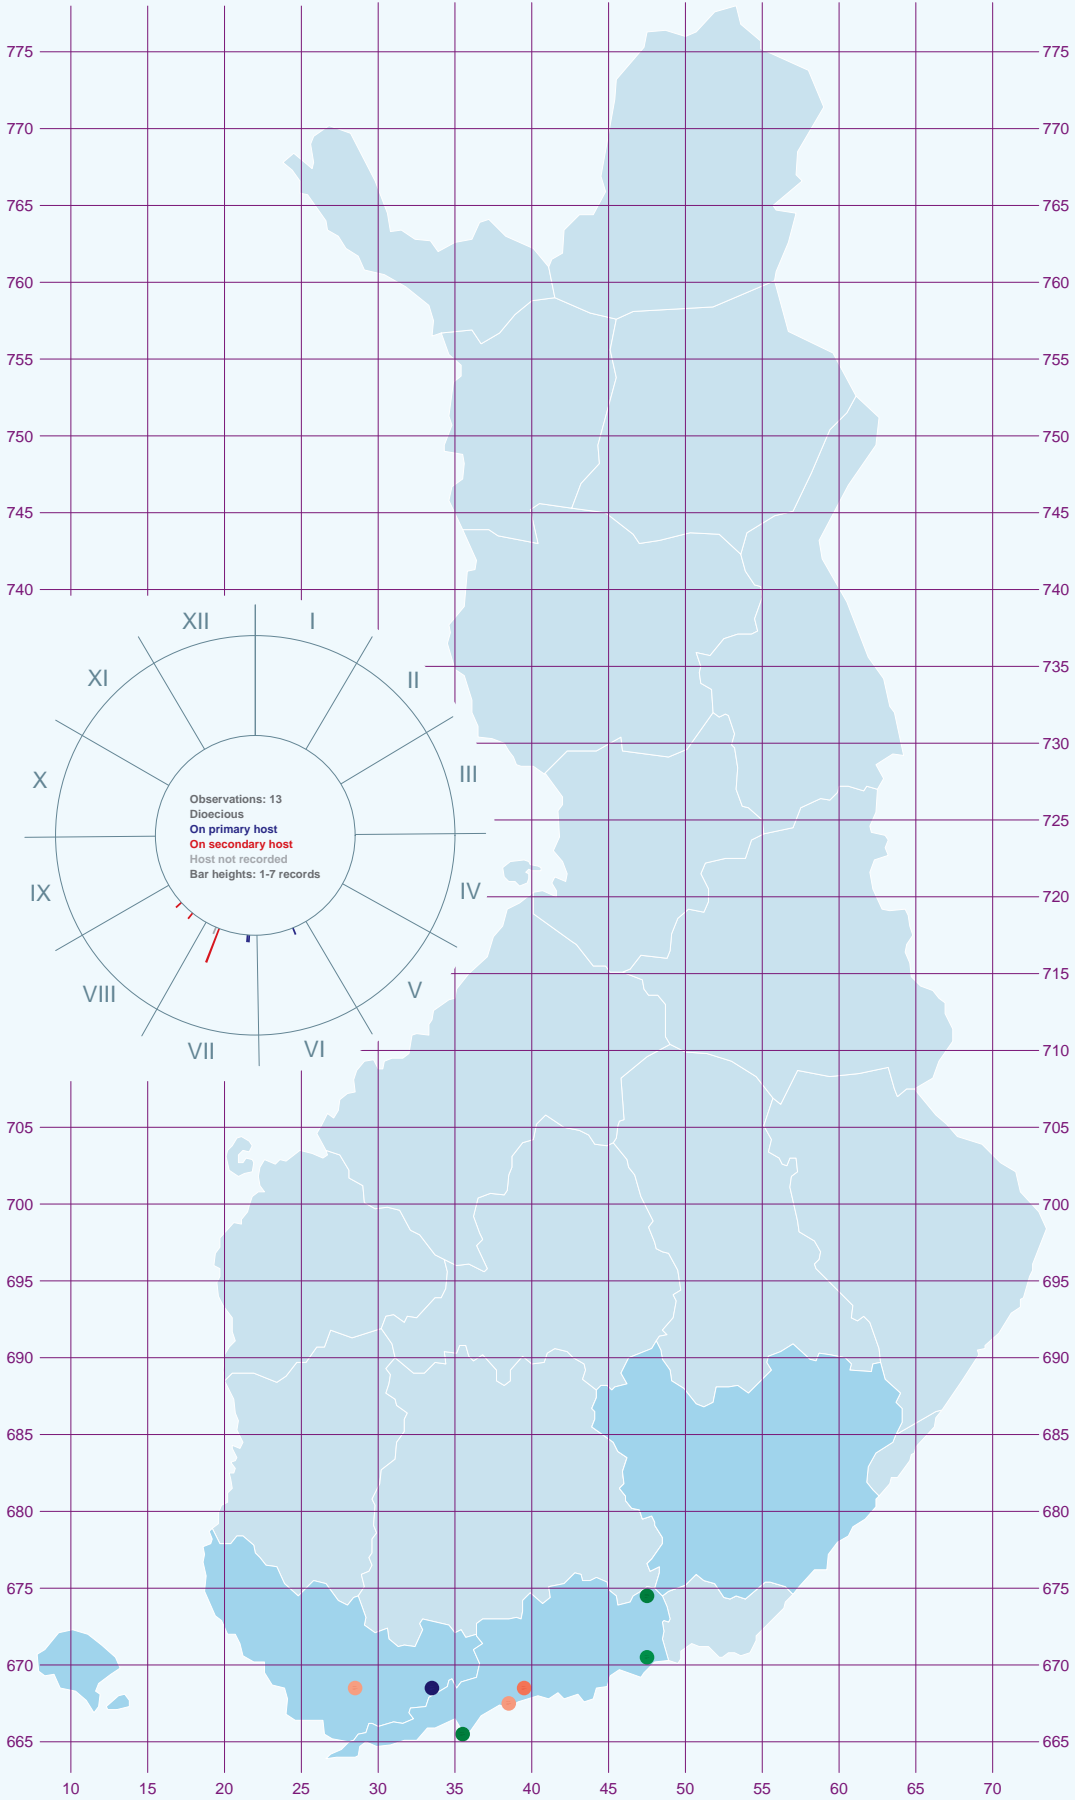 775 775
770 770
765 765
760 760
755 755
750 750
745 745
740 740
XII I
735
XI II
730
X III
Observations: 13
Dioecious
725
On primary host
On secondary host
Host not recorded
Bar heights: 1-7 records
IX IV
720
VIII V
715
VII VI
710
705 705
700 700
695 695
690 690
685 685
680 680
675 675
670 670
665 665
10 15 20 25 30 35 40 45 50 55 60 65 70